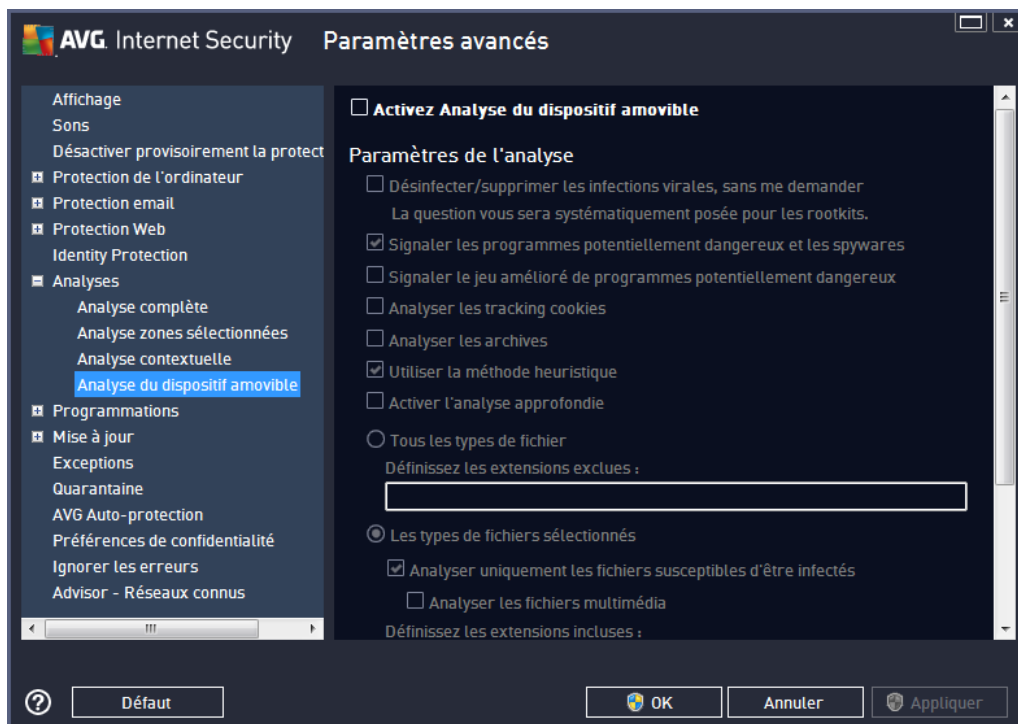 AVG. Internet Security Paramètres avancés
Affichage
Sons
Désactiver provisoirement la protect
Protection de l'ordinateur
Protection email
Protection Web
Identity Protection
Analyses
Analyse complète
Analyse zones sélectionnées
Analyse contextuelle
Analyse du dispositif amovible
Programmations
Mise à jour
Exceptions
Quarantaine
AVG Auto-protection
Préférences de confidentialité
Ignorer les erreurs
Advisor - Réseaux connus
Activez Analyse du dispositif amovible
Paramètres de l'analyse
Désinfecter/supprimer les infections virales, sans me demander
La question vous sera systématiquement posée pour les rootkits.
Signaler les programmes potentiellement dangereux et les spywares
Signaler le jeu amélioré de programmes potentiellement dangereux
Analyser les tracking cookies
Analyser les archives
Utiliser la méthode heuristique
Activer l'analyse approfondie
Tous les types de fichier
Définissez les extensions exclues :
Les types de fichiers sélectionnés
Analyser uniquement les fichiers susceptibles d'être infectés
Analyser les fichiers multimédia
Définissez les extensions incluses :
? Défaut OK Annuler Appliquer